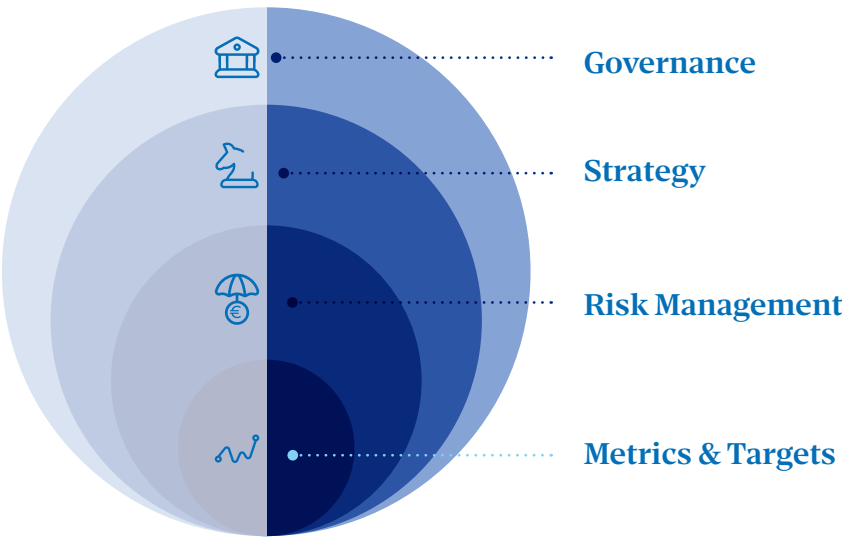 Governance
Strategy
€
Risk Management
Metrics & Targets